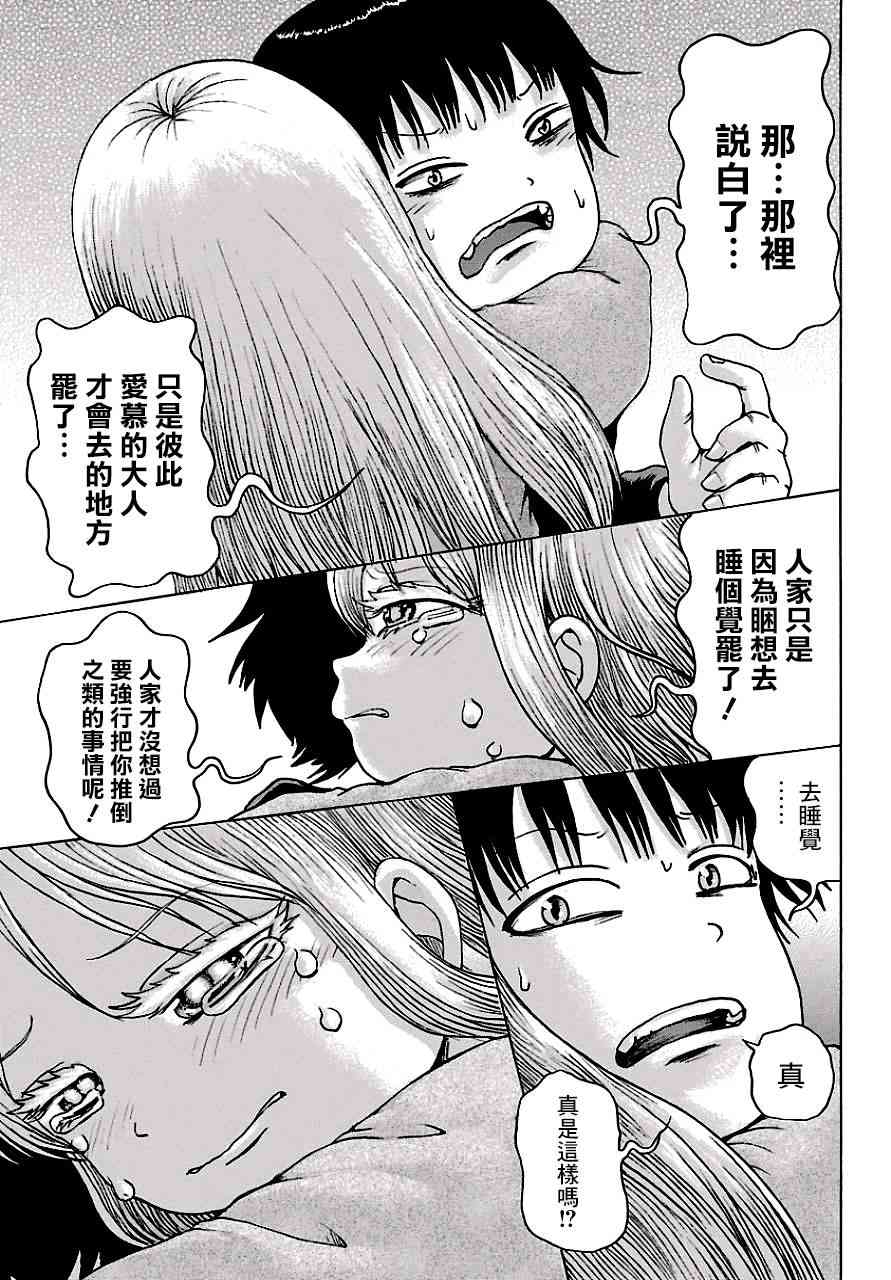 那…那裡
説白了…
只是彼此
愛慕的大人
才會去的地方
罷了…
人家只是
因為睏想去
睡個覺罷了！
人家才沒想過
要強行把你推倒
之類的事情呢！
去睡覺
……
真
真是這樣嗎!?